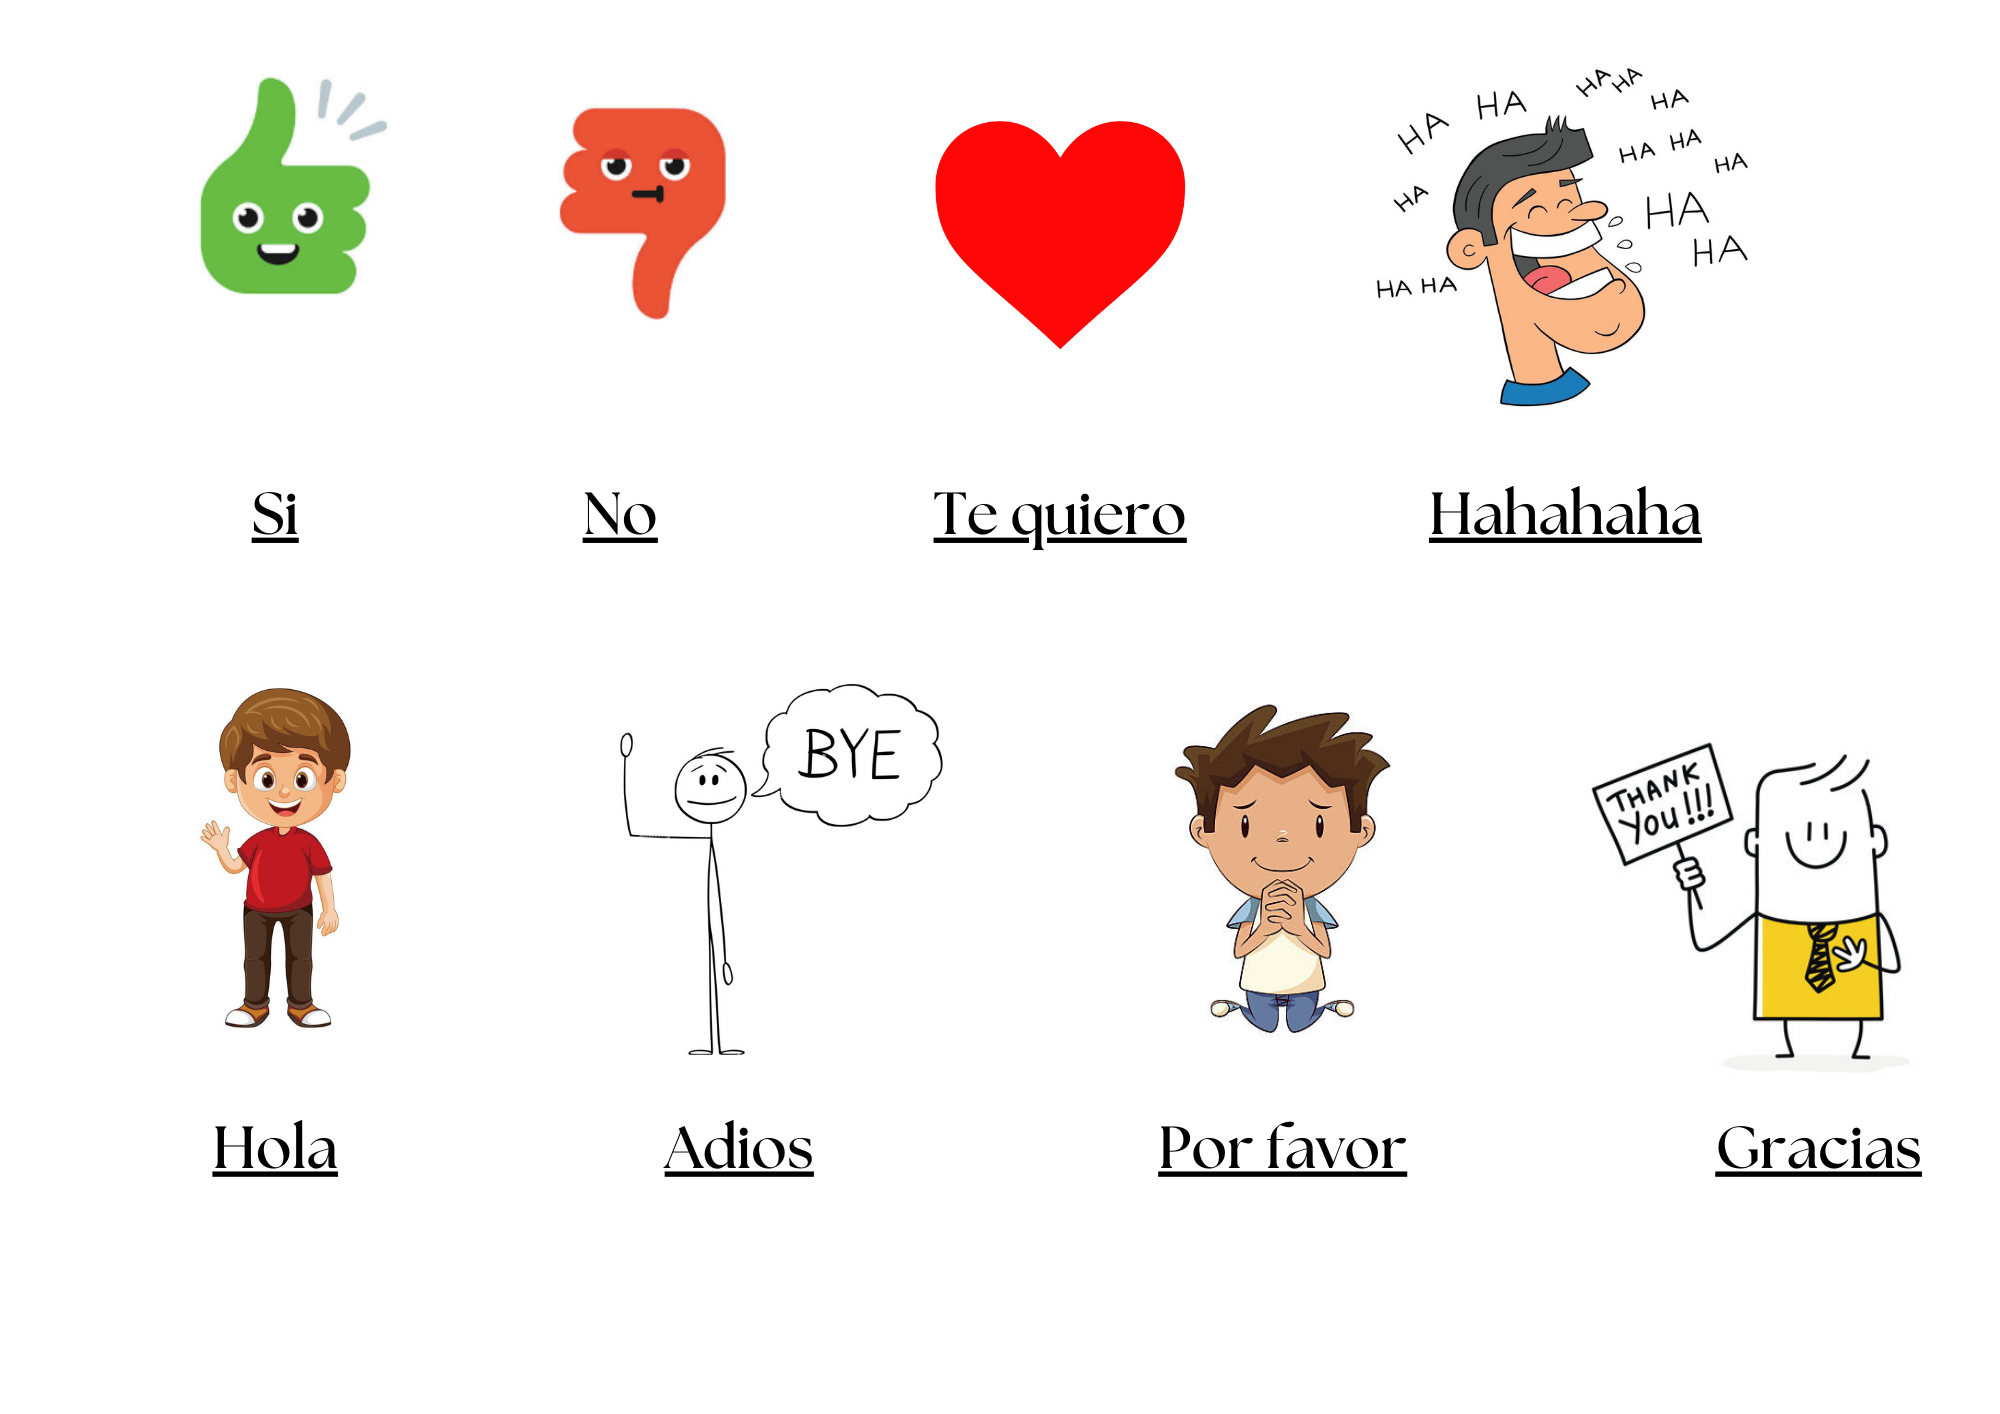 HA HA HA HA HA
HA HA HA HA
HA
HA
HA HA
Si No Te quiero Hahahaha
BYE
THANK
YOU!!!
Hola Adios Por favor Gracias